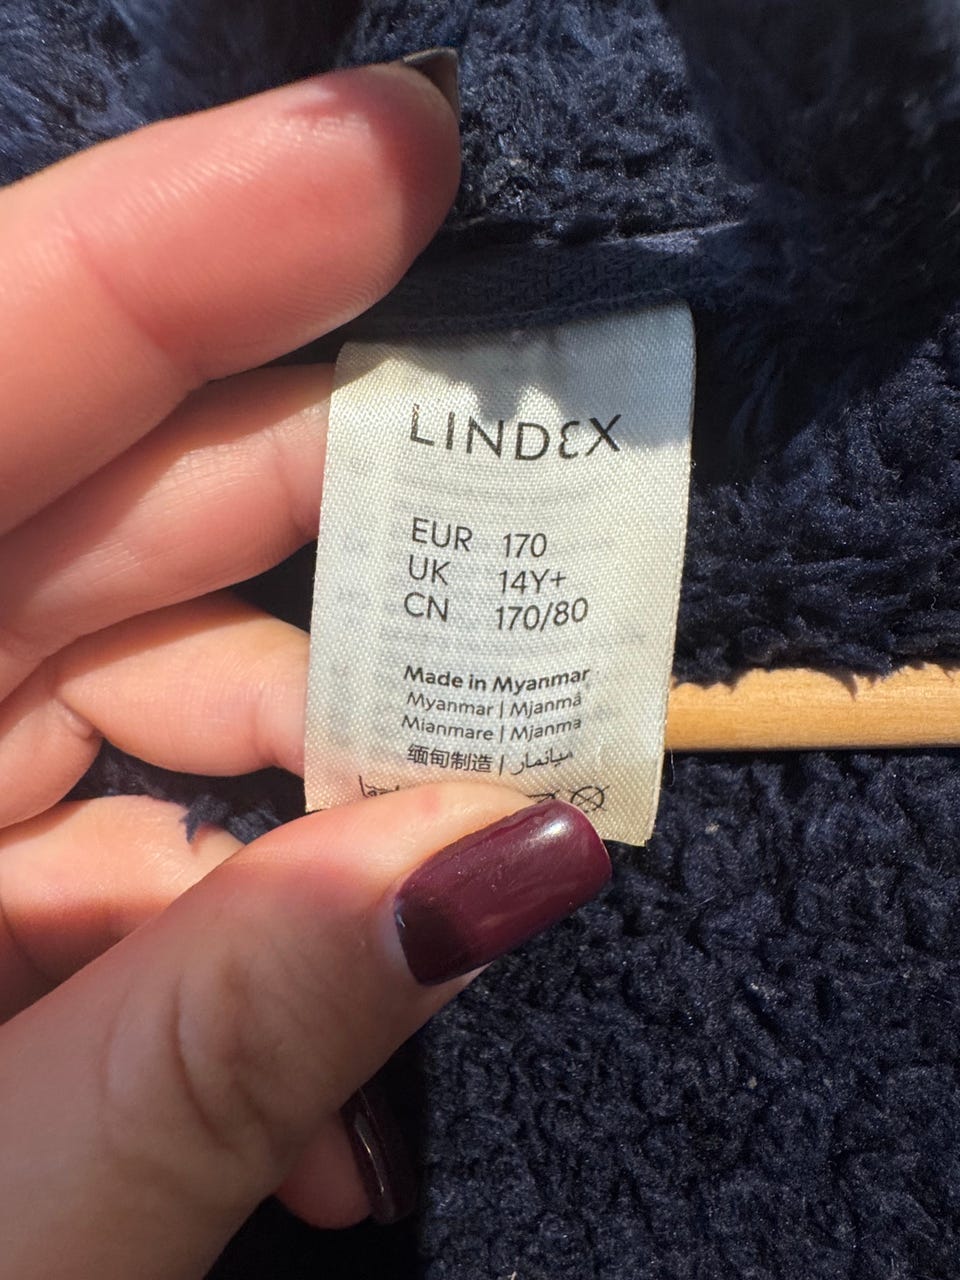 LINDEX
EUR 170
UK 14Y+
CN 170/80
Made in Myanmar
Myanmar | Mjanmá
Mianmare | Mjanma
缅甸制造 | ميانمار